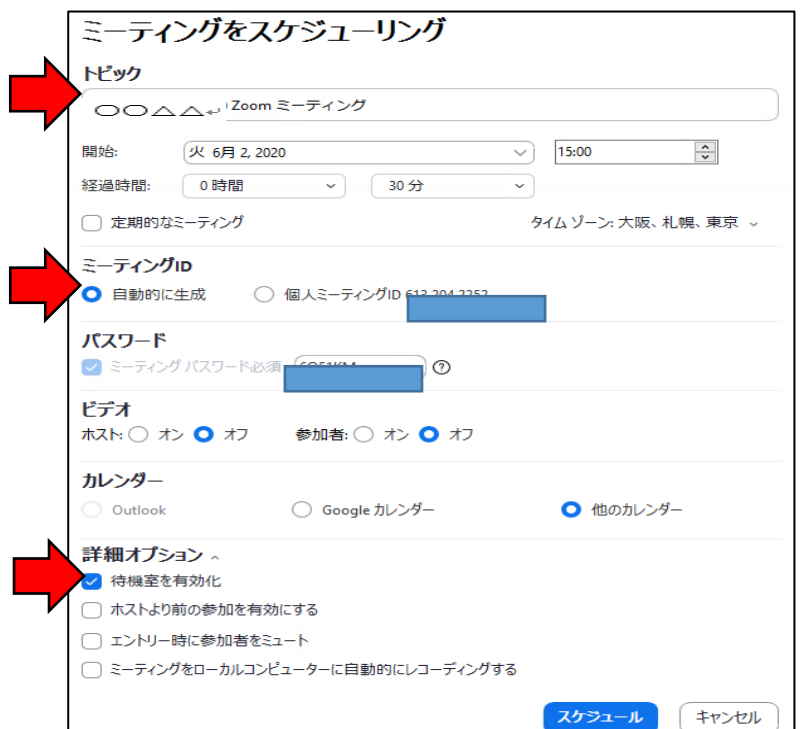 ミーティングをスケジューリング
トピック
○○△△↵ Zoom ミーティング
開始: 火 6月 2, 2020 15:00
経過時間: 0 時間 30 分
定期的なミーティング タイム ゾーン: 大阪、札幌、東京
ミーティングID
自動的に生成 個人ミーティングID
パスワード
ミーティング パスワード必須
ビデオ
ホスト: オン オフ 参加者: オン オフ
カレンダー
Outlook Google カレンダー 他のカレンダー
詳細オプション
待機室を有効化
ホストより前の参加を有効にする
エントリー時に参加者をミュート
ミーティングをローカルコンピューターに自動的にレコーディングする
スケジュール キャンセル